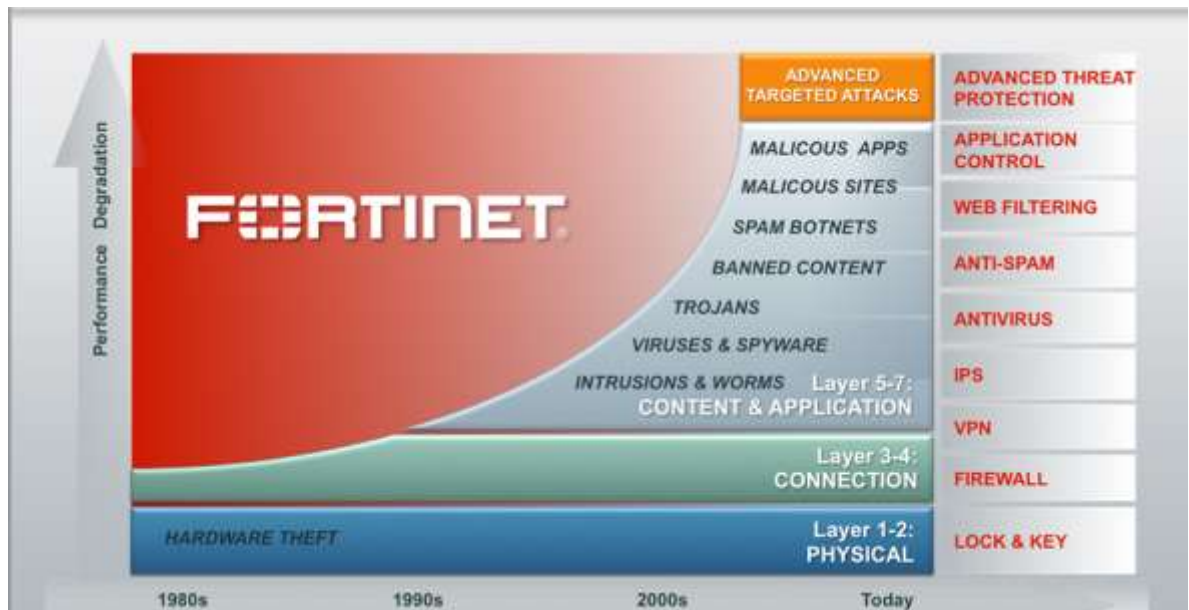 Performance Degradation
FORTINET
ADVANCED
TARGETED ATTACKS
MALICOUS APPS
MALICOUS SITES
SPAM BOTNETS
BANNED CONTENT
TROJANS
VIRUSES & SPYWARE
INTRUSIONS & WORMS
Layer 5-7:
CONTENT & APPLICATION
Layer 3-4:
CONNECTION
HARDWARE THEFT
Layer 1-2:
PHYSICAL
ADVANCED THREAT
PROTECTION
APPLICATION
CONTROL
WEB FILTERING
ANTI-SPAM
ANTIVIRUS
IPS
VPN
FIREWALL
LOCK & KEY
1980s 1990s 2000s Today